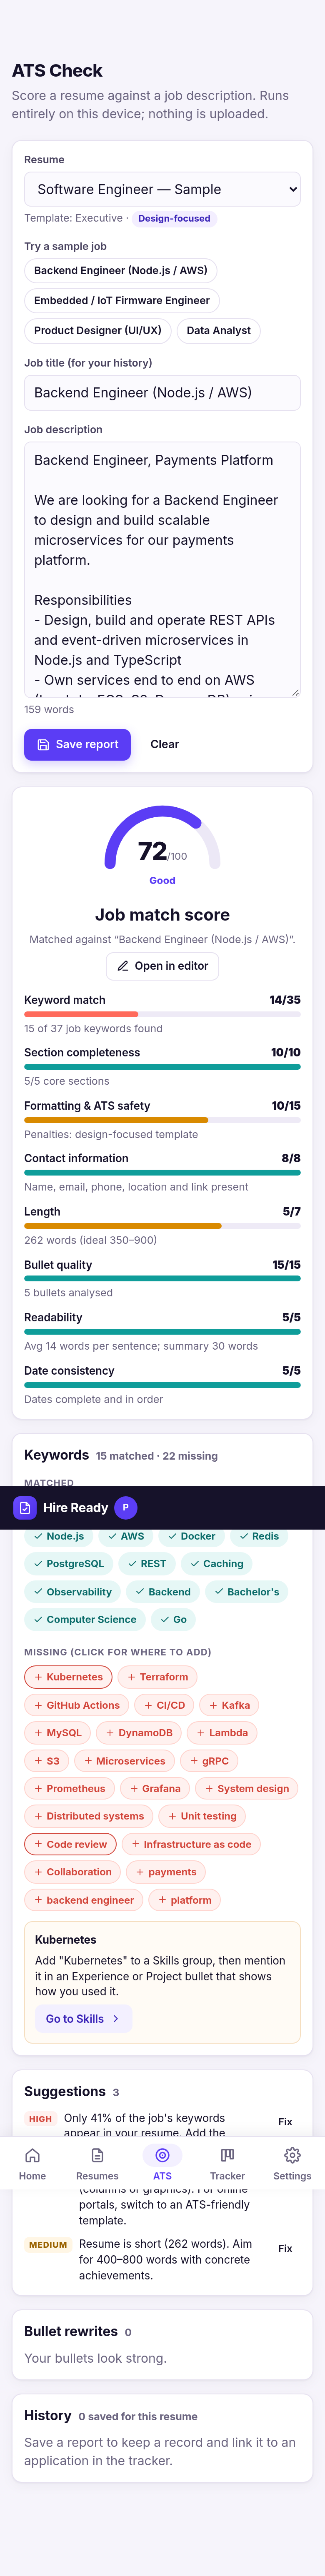 ATS Check
Score a resume against a job description. Runs
entirely on this device; nothing is uploaded.
Resume
Software Engineer — Sample
Template: Executive · Design-focused
Try a sample job
Backend Engineer (Node.js / AWS)
Embedded / IoT Firmware Engineer
Product Designer (UI/UX) Data Analyst
Job title (for your history)
Backend Engineer (Node.js / AWS)
Job description
Backend Engineer, Payments Platform
We are looking for a Backend Engineer
to design and build scalable
microservices for our payments
platform.
Responsibilities
- Design, build and operate REST APIs
and event-driven microservices in
Node.js and TypeScript
- Own services end to end on AWS
159 words
Save report Clear
72/100
Good
Job match score
Matched against “Backend Engineer (Node.js / AWS)”.
Open in editor
Keyword match 14/35
15 of 37 job keywords found
Section completeness 10/10
5/5 core sections
Formatting & ATS safety 10/15
Penalties: design-focused template
Contact information 8/8
Name, email, phone, location and link present
Length 5/7
262 words (ideal 350–900)
Bullet quality 15/15
5 bullets analysed
Readability 5/5
Avg 14 words per sentence; summary 30 words
Date consistency 5/5
Dates complete and in order
Keywords 15 matched · 22 missing
MATCHED
Hire Ready P
Node.js AWS Docker Redis
PostgreSQL REST Caching
Observability Backend Bachelor's
Computer Science Go
MISSING (CLICK FOR WHERE TO ADD)
+ Kubernetes + Terraform
+ GitHub Actions + CI/CD + Kafka
+ MySQL + DynamoDB + Lambda
+ S3 + Microservices + gRPC
+ Prometheus + Grafana + System design
+ Distributed systems + Unit testing
+ Code review + Infrastructure as code
+ Collaboration + payments
+ backend engineer + platform
Kubernetes
Add "Kubernetes" to a Skills group, then mention
it in an Experience or Project bullet that shows
how you used it.
Go to Skills
Suggestions 3
HIGH Only 41% of the job's keywords Fix
appear in your resume. Add the
Home Resumes ATS Tracker Settings
(columns or graphics). For online
portals, switch to an ATS-friendly
template.
MEDIUM Resume is short (262 words). Aim Fix
for 400–800 words with concrete
achievements.
Bullet rewrites 0
Your bullets look strong.
History 0 saved for this resume
Save a report to keep a record and link it to an
application in the tracker.